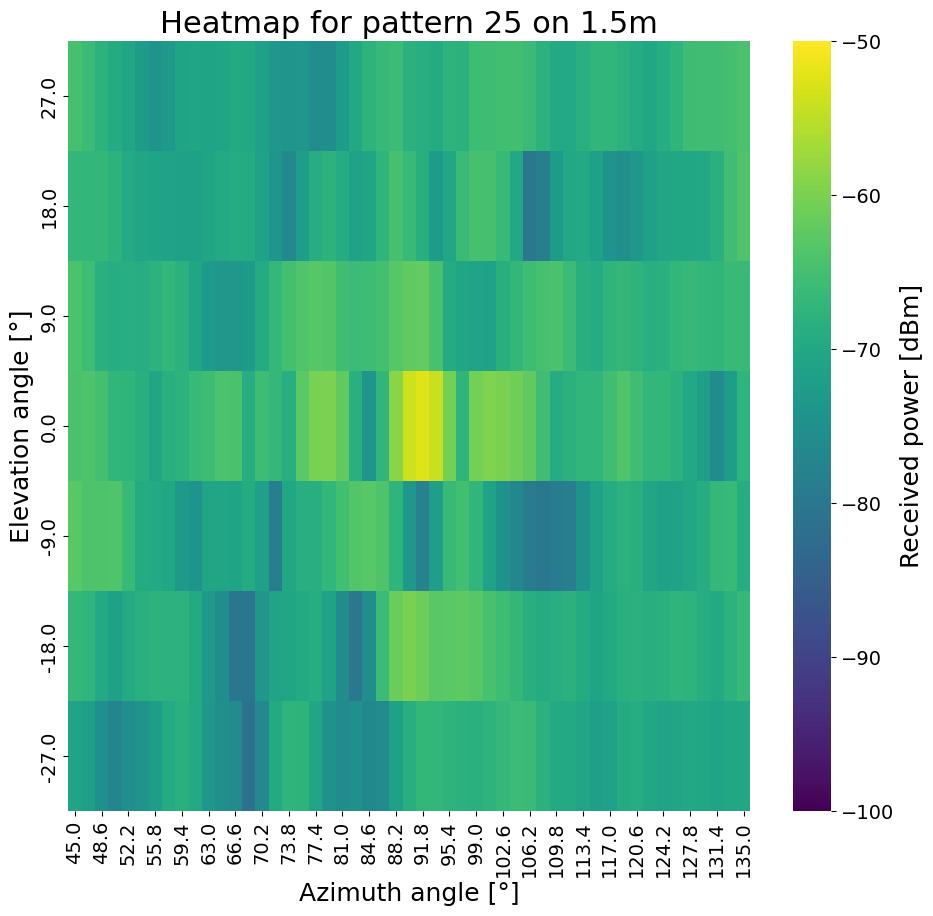 Heatmap for pattern 25 on 1.5m
Elevation angle [°]
27.0
18.0
9.0
0.0
-9.0
-18.0
-27.0
45.0 48.6 52.2 55.8 59.4 63.0 66.6 70.2 73.8 77.4 81.0 84.6 88.2 91.8 95.4 99.0 102.6 106.2 109.8 113.4 117.0 120.6 124.2 127.8 131.4 135.0
Azimuth angle [°]
−50
−60
−70
−80
−90
−100
Received power [dBm]